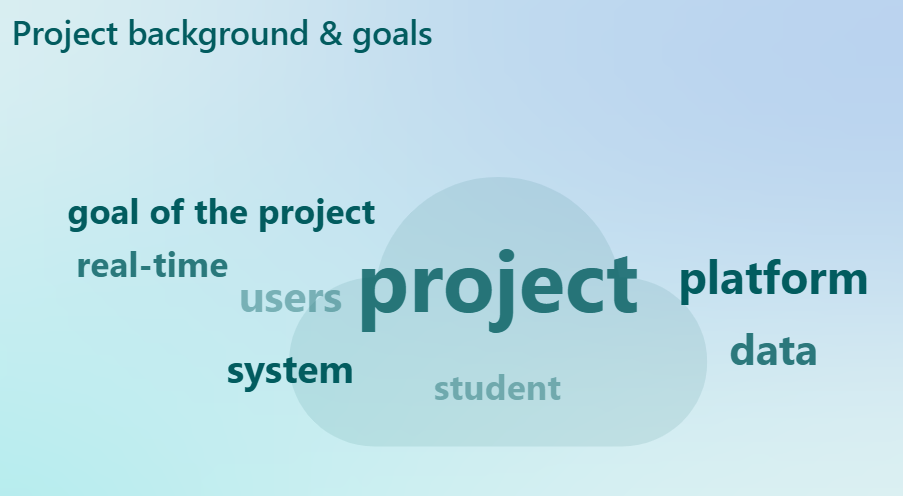 Project background & goals
goal of the project
real-time
users
project
platform
system
student
data